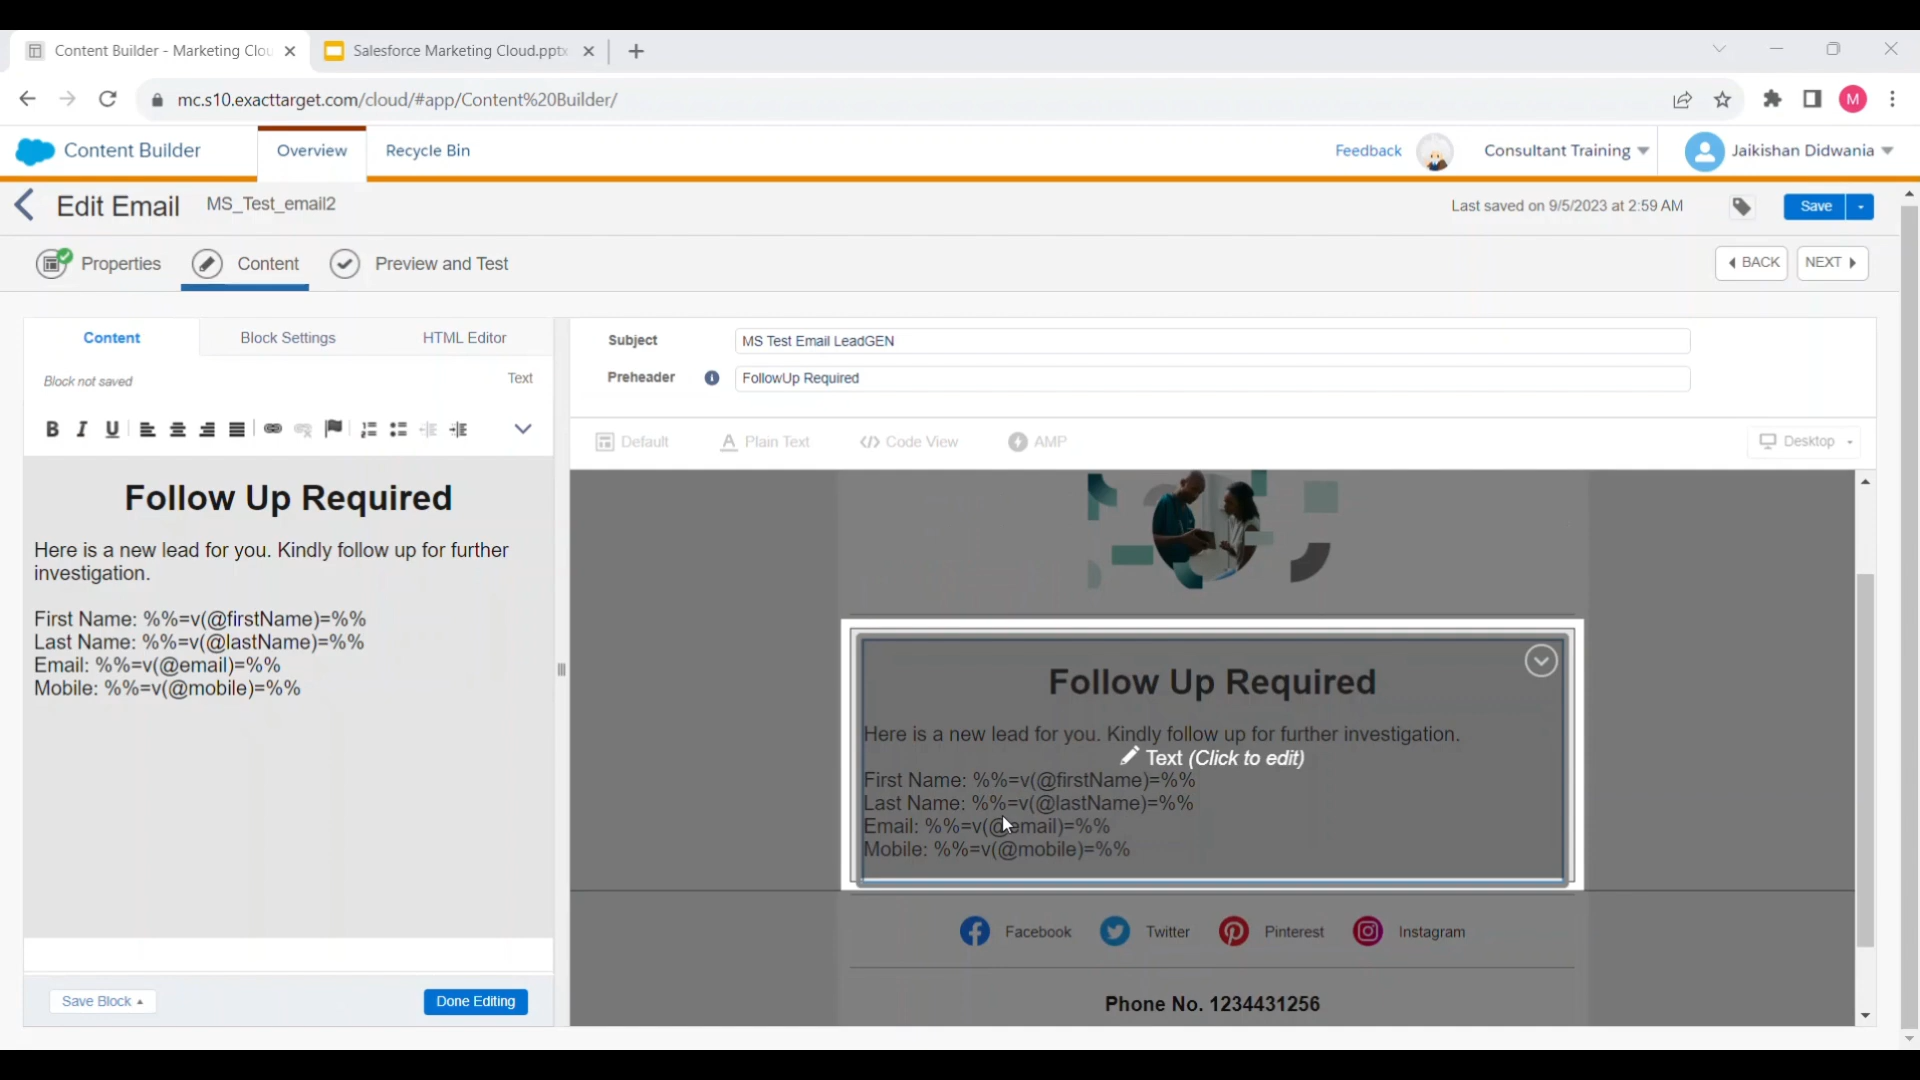 Content Builder - Marketing Clou
Salesforce Marketing Cloud.pptx
mc.s10.exacttarget.com/cloud/#app/Content%20Builder/
M
Content Builder
Overview
Recycle Bin
Feedback
Consultant Training
Jaikishan Didwania
Edit Email
MS_Test_email2
Last saved on 9/5/2023 at 2:59 AM
Save
Properties
Content
Preview and Test
BACK
NEXT
Content
Block Settings
HTML Editor
Block not saved
Text
B I U
Follow Up Required
Here is a new lead for you. Kindly follow up for further
investigation.
First Name: %%=v(@firstName)=%%
Last Name: %%=v(@lastName)=%%
Email: %%=v(@email)=%%
Mobile: %%=v(@mobile)=%%
Save Block
Done Editing
Subject
MS Test Email LeadGEN
Preheader
FollowUp Required
Default
Plain Text
Code View
AMP
Desktop
Follow Up Required
Here is a new lead for you. Kindly follow up for further investigation.
Text (Click to edit)
First Name: %%=v(@firstName)=%%
Last Name: %%=v(@lastName)=%%
Email: %%=v(@email)=%%
Mobile: %%=v(@mobile)=%%
Facebook
Twitter
Pinterest
Instagram
Phone No. 1234431256